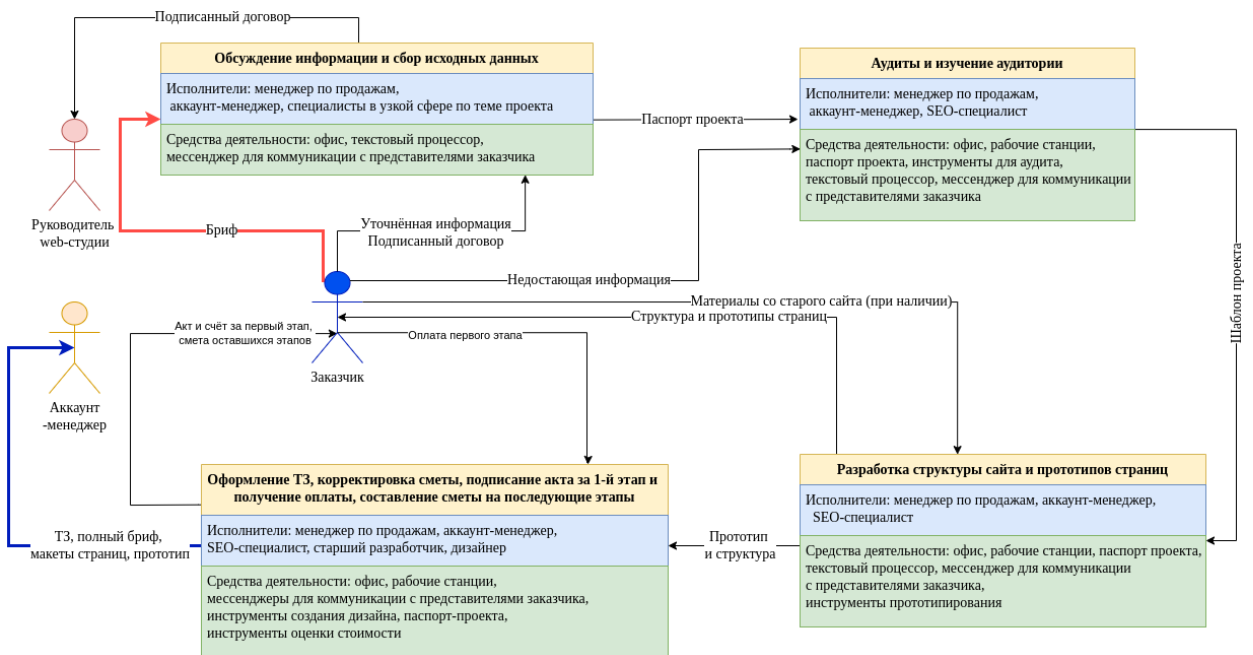 Подписанный договор
Обсуждение информации и сбор исходных данных
Исполнители: менеджер по продажам,
аккаунт-менеджер, специалисты в узкой сфере по теме проекта
Средства деятельности: офис, текстовый процессор,
мессенджер для коммуникации с представителями заказчика
Паспорт проекта
Аудиты и изучение аудитории
Исполнители: менеджер по продажам,
аккаунт-менеджер, SEO-специалист
Средства деятельности: офис, рабочие станции,
паспорт проекта, инструменты для аудита,
текстовый процессор, мессенджер для коммуникации
с представителями заказчика
Руководитель
web-студии
Бриф
Уточнённая информация
Подписанный договор
Недостающая информация
Материалы со старого сайта (при наличии)
Структура и прототипы страниц
Шаблон проекта
Акт и счёт за первый этап,
смета оставшихся этапов
Оплата первого этапа
Заказчик
Аккаунт
-менеджер
Оформление ТЗ, корректировка сметы, подписание акта за 1-й этап и
получение оплаты, составление сметы на последующие этапы
Исполнители: менеджер по продажам, аккаунт-менеджер,
SEO-специалист, старший разработчик, дизайнер
Средства деятельности: офис, рабочие станции,
мессенджеры для коммуникации с представителями заказчика,
инструменты создания дизайна, паспорт-проекта,
инструменты оценки стоимости
ТЗ, полный бриф,
макеты страниц, прототип
Прототип
и структура
Разработка структуры сайта и прототипов страниц
Исполнители: менеджер по продажам, аккаунт-менеджер,
SEO-специалист
Средства деятельности: офис, рабочие станции, паспорт проекта,
текстовый процессор, мессенджер для коммуникации
с представителями заказчика,
инструменты прототипирования